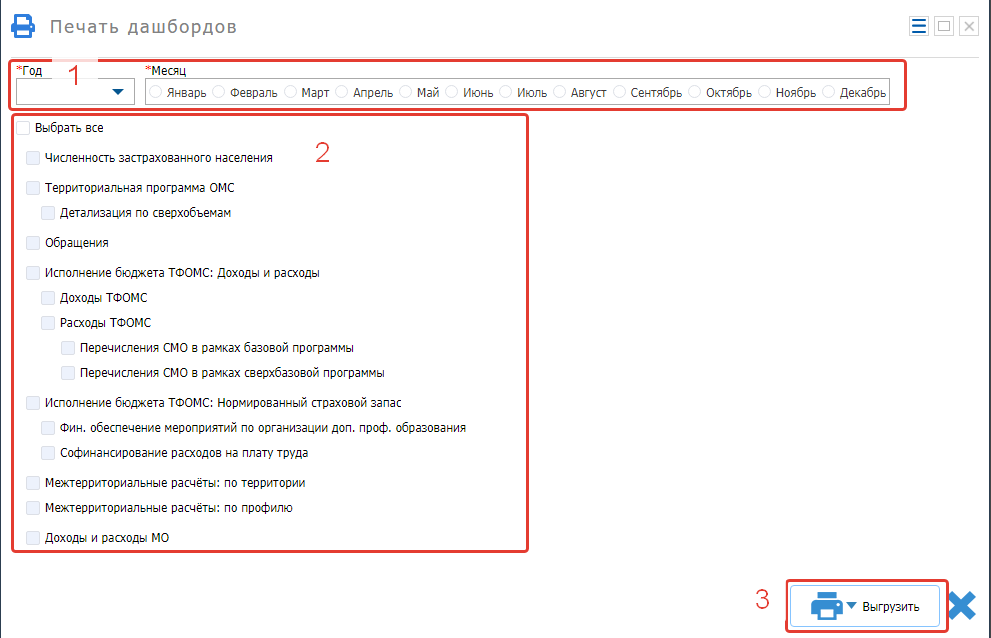 Печать дашбордов
*Год 1 *Месяц
Январь Февраль Март Апрель Май Июнь Июль Август Сентябрь Октябрь Ноябрь Декабрь
Выбрать все
2
Численность застрахованного населения
Территориальная программа ОМС
Детализация по сверхобъемам
Обращения
Исполнение бюджета ТФОМС: Доходы и расходы
Доходы ТФОМС
Расходы ТФОМС
Перечисления СМО в рамках базовой программы
Перечисления СМО в рамках сверхбазовой программы
Исполнение бюджета ТФОМС: Нормированный страховой запас
Фин. обеспечение мероприятий по организации доп. проф. образования
Софинансирование расходов на плату труда
Межтерриториальные расчёты: по территории
Межтерриториальные расчёты: по профилю
Доходы и расходы МО
3 Выгрузить